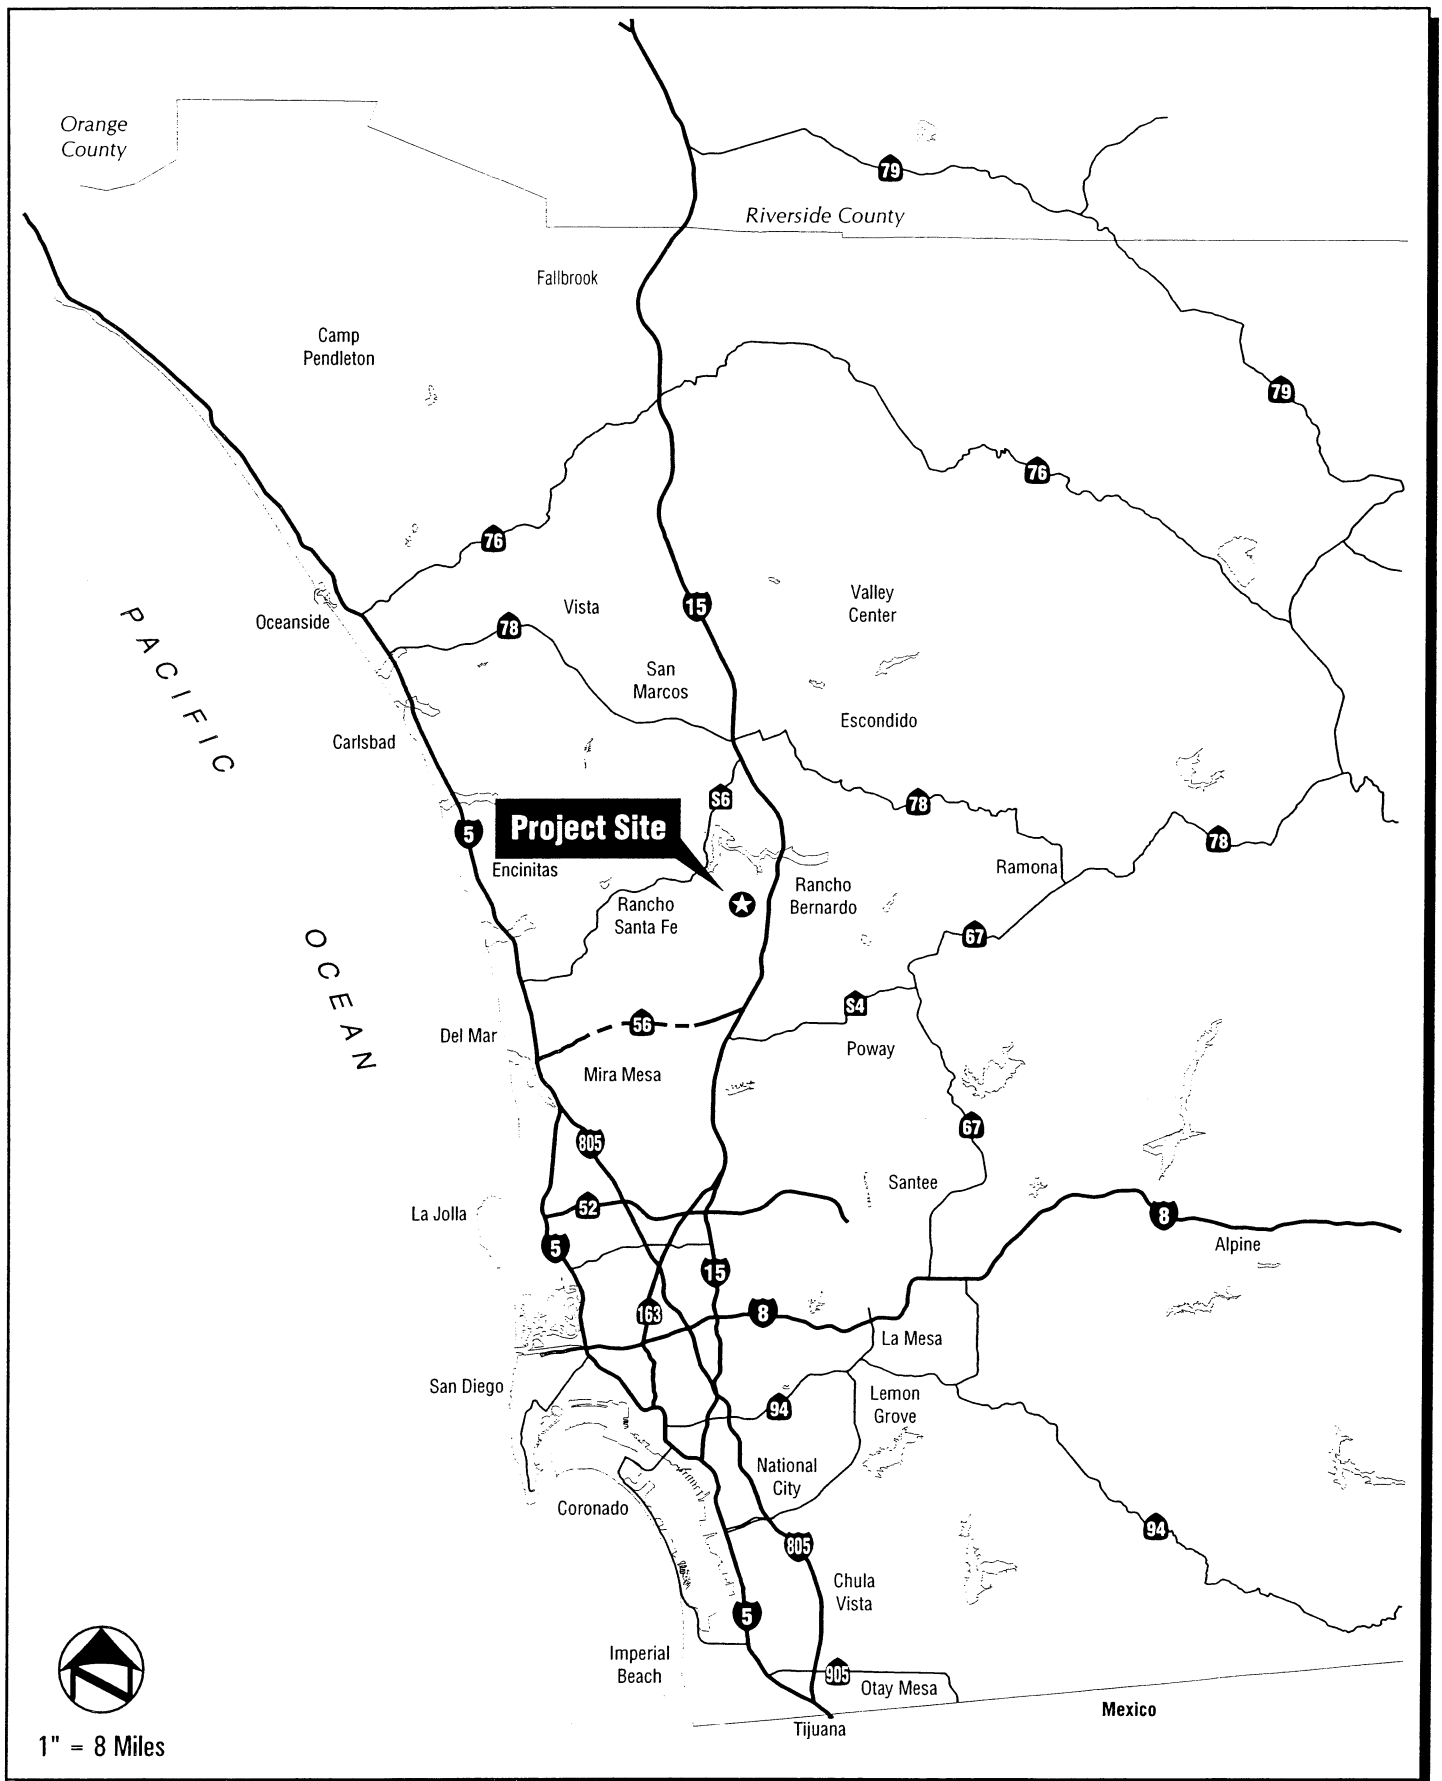 Orange
County
79
Riverside County
Fallbrook
Camp
Pendleton
79
76
76
15
Valley
Center
Vista
Oceanside
78
San
Marcos
PACIFIC
OCEAN
Escondido
Carlsbad
S6
78
5
Project Site
78
Encinitas
Ramona
Rancho
Bernardo
Rancho
Santa Fe
67
S4
56
Del Mar
Poway
Mira Mesa
67
805
Santee
52
La Jolla
8
5
Alpine
15
163
8
La Mesa
San Diego
Lemon
Grove
94
National
City
Coronado
94
805
Chula
Vista
5
Imperial
Beach
905
Otay Mesa
Mexico
Tijuana
1" = 8 Miles